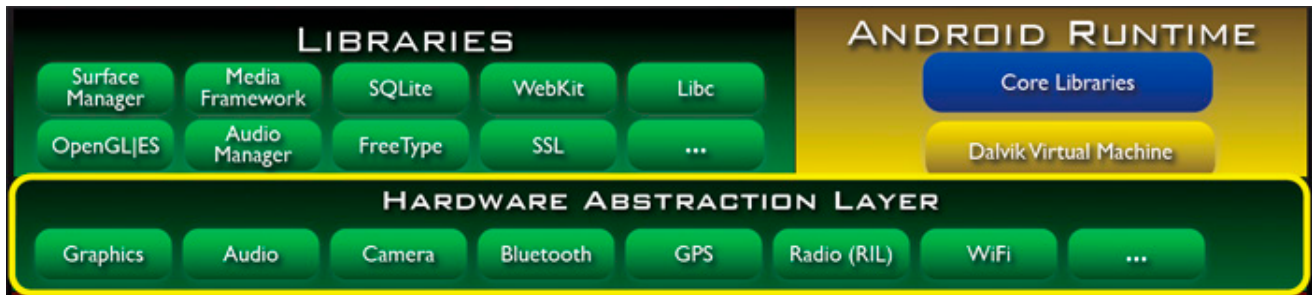 LIBRARIES
Surface Manager
Media Framework
SQLite
WebKit
Libc
OpenGL|ES
Audio Manager
FreeType
SSL
...
ANDROID RUNTIME
Core Libraries
Dalvik Virtual Machine
HARDWARE ABSTRACTION LAYER
Graphics
Audio
Camera
Bluetooth
GPS
Radio (RIL)
WiFi
...